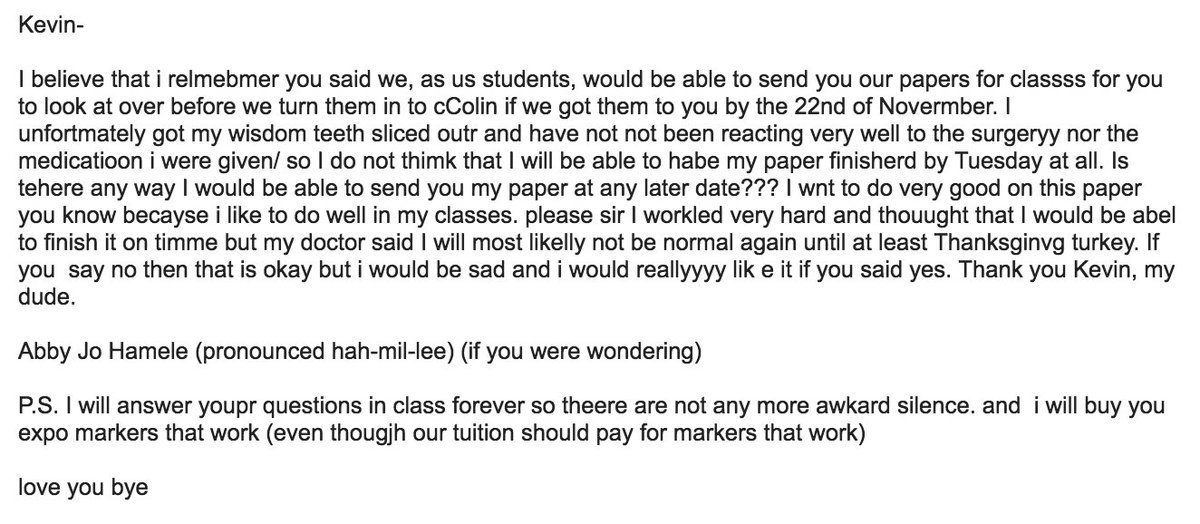 Kevin-
I believe that i relmebmer you said we, as us students, would be able to send you our papers for classss for you
to look at over before we turn them in to cColin if we got them to you by the 22nd of Novermber. I
unfortmately got my wisdom teeth sliced outr and have not not been reacting very well to the surgeryy nor the
medicatioon i were given/ so I do not thimk that I will be able to habe my paper finisherd by Tuesday at all. Is
tehere any way I would be able to send you my paper at any later date??? I wnt to do very good on this paper
you know becayse i like to do well in my classes. please sir I workled very hard and thouught that I would be abel
to finish it on timme but my doctor said I will most likelly not be normal again until at least Thanksginvg turkey. If
you  say no then that is okay but i would be sad and i would reallyyyy lik e it if you said yes. Thank you Kevin, my
dude.
Abby Jo Hamele (pronounced hah-mil-lee) (if you were wondering)
P.S. I will answer youpr questions in class forever so theere are not any more awkard silence. and  i will buy you
expo markers that work (even thougjh our tuition should pay for markers that work)
love you bye